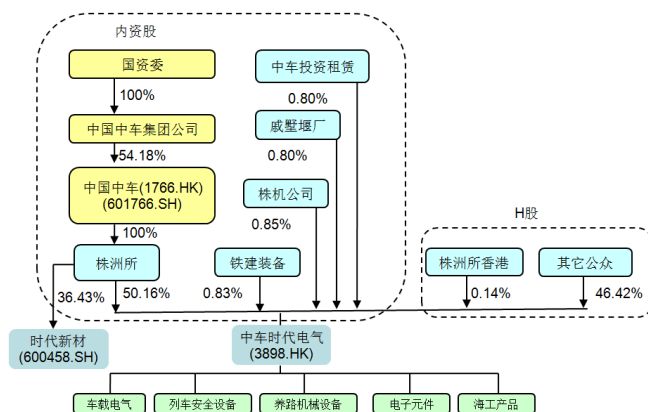 内资股
国资委
100%
中国中车集团公司
54.18%
中国中车(1766.HK)
(601766.SH)
100%
株洲所
36.43%
50.16%
时代新材
(600458.SH)
中车投资租赁
0.80%
戚墅堰厂
0.80%
株机公司
0.85%
铁建装备
0.83%
H股
株洲所香港
0.14%
其它公众
46.42%
中车时代电气
(3898.HK)
车载电气
列车安全设备
养路机械设备
电子元件
海工产品